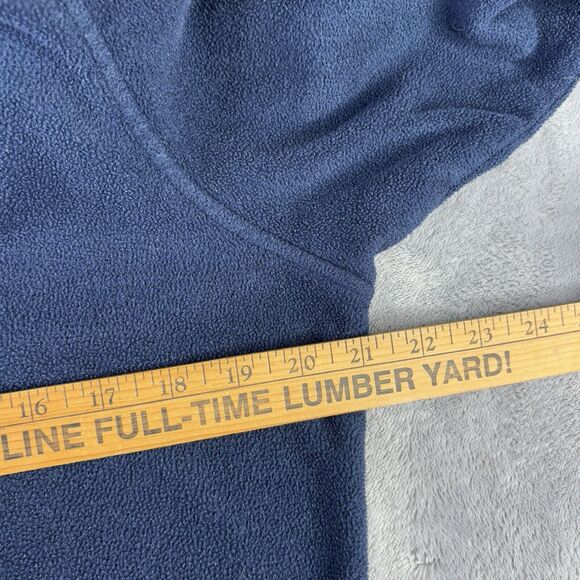 16 17 18 19 20 21 22 23 24
LINE FULL-TIME LUMBER YARD!